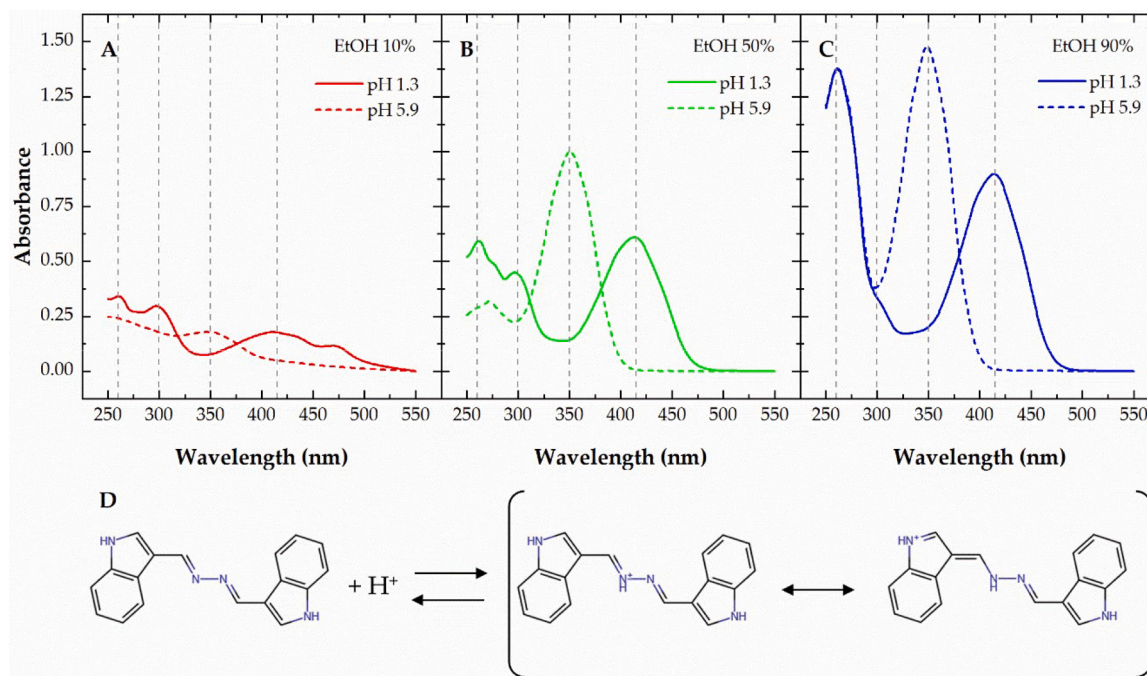 A
EtOH 10%
pH 1.3
pH 5.9
B
EtOH 50%
pH 1.3
pH 5.9
C
EtOH 90%
pH 1.3
pH 5.9
Absorbance
1.50
1.25
1.00
0.75
0.50
0.25
0.00
250 300 350 400 450 500 550
250 300 350 400 450 500 550
250 300 350 400 450 500 550
Wavelength (nm)
Wavelength (nm)
Wavelength (nm)
D
HN
N
N
NH
+ H+
HN
N+
H
N
NH
HN+
N
H
N
NH